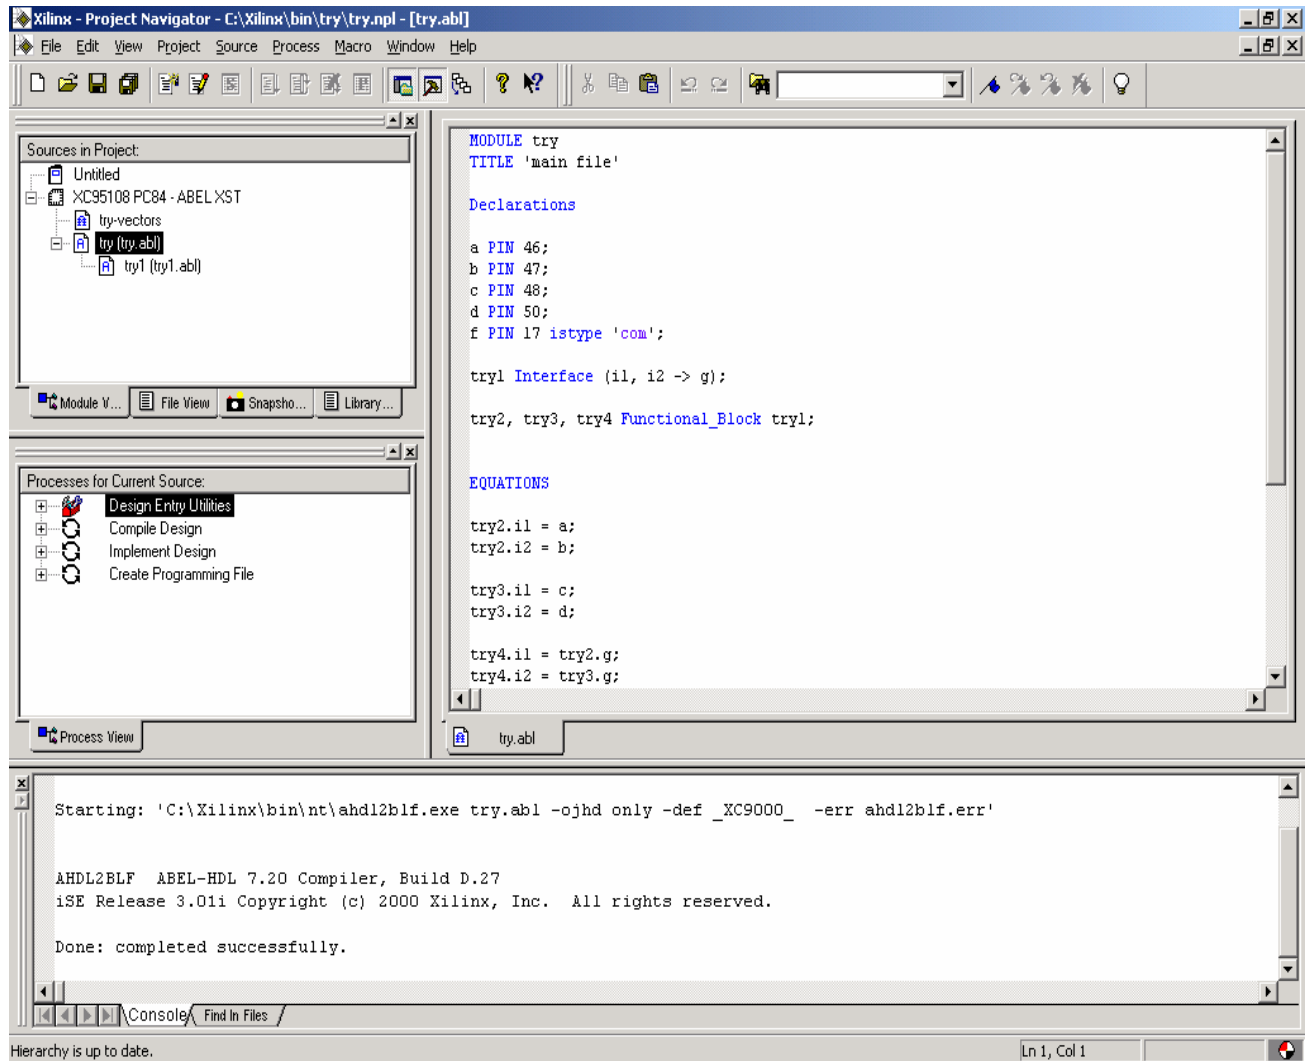 Xilinx - Project Navigator - C:\Xilinx\bin\try\try.npl - [try.abl]
File Edit View Project Source Process Macro Window Help
Sources in Project:
Untitled
XC95108 PC84 - ABEL XST
try-vectors
try (try.abl)
try1 (try1.abl)
Module V... File View Snapsho... Library...
Processes for Current Source:
Design Entry Utilities
Compile Design
Implement Design
Create Programming File
Process View
MODULE try
TITLE 'main file'
Declarations
a PIN 46;
b PIN 47;
c PIN 48;
d PIN 50;
f PIN 17 istype 'com';
try1 Interface (i1, i2 -> g);
try2, try3, try4 Functional_Block try1;
EQUATIONS
try2.i1 = a;
try2.i2 = b;
try3.i1 = c;
try3.i2 = d;
try4.i1 = try2.g;
try4.i2 = try3.g;
try.abl
Starting: 'C:\Xilinx\bin\nt\ahdl2blf.exe try.abl -ojhd only -def _XC9000_  -err ahdl2blf.err'
AHDL2BLF  ABEL-HDL 7.20 Compiler, Build D.27
iSE Release 3.01i Copyright (c) 2000 Xilinx, Inc.  All rights reserved.
Done: completed successfully.
Console Find In Files
Hierarchy is up to date. Ln 1, Col 1